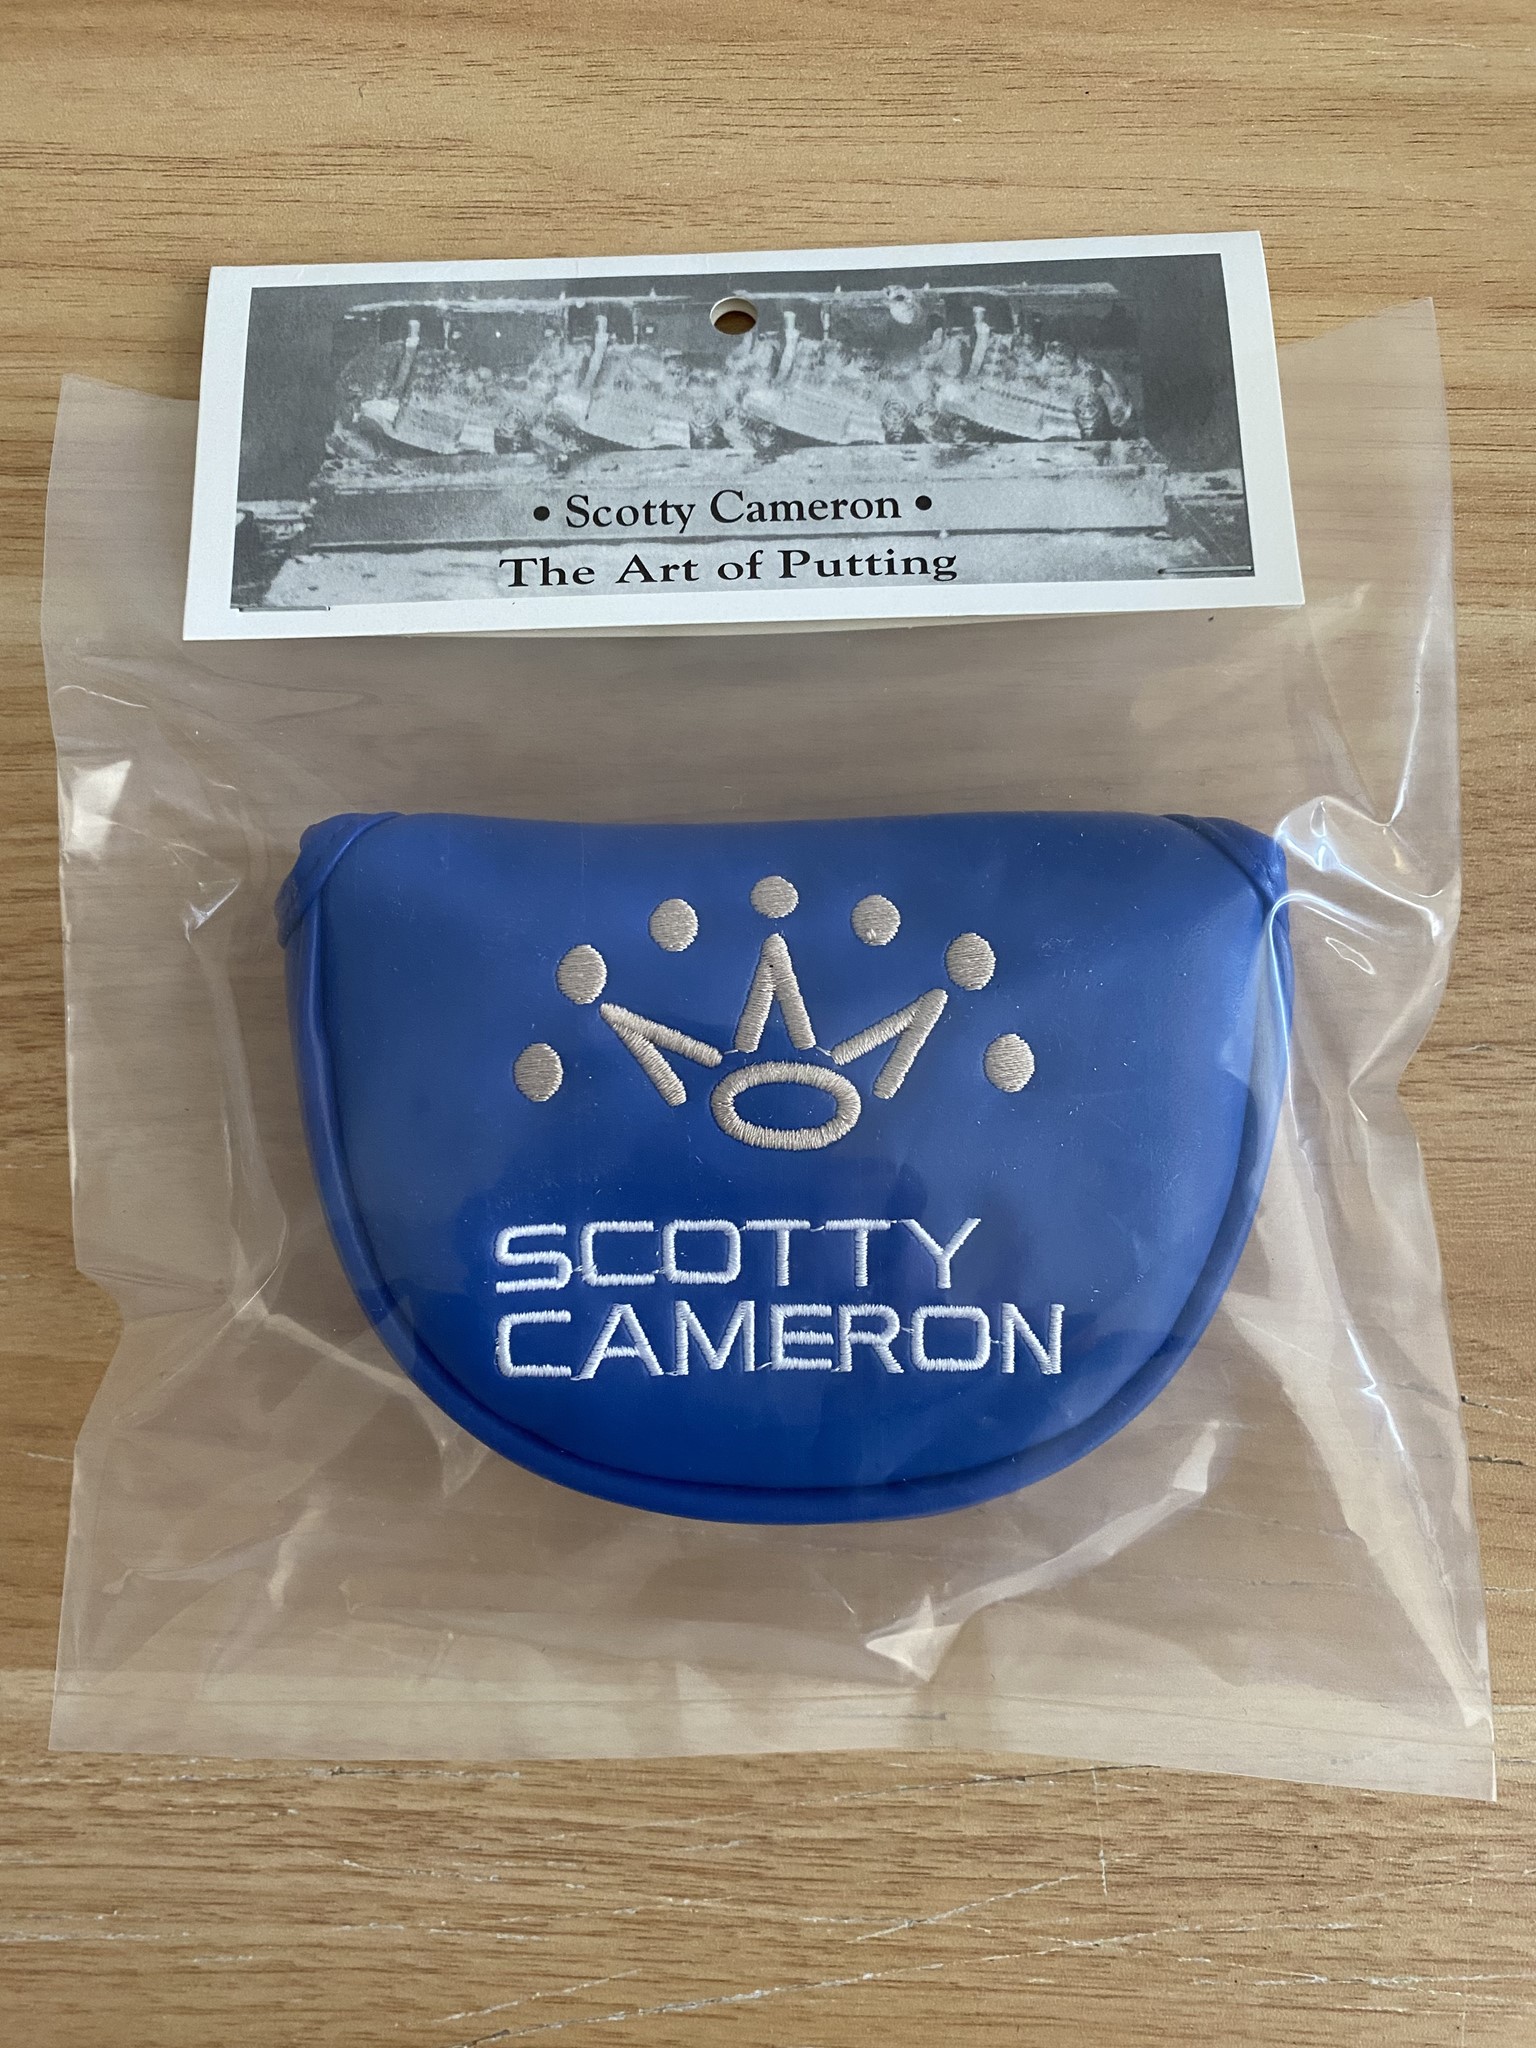 • Scotty Cameron •
The Art of Putting
SCOTTY
CAMERON